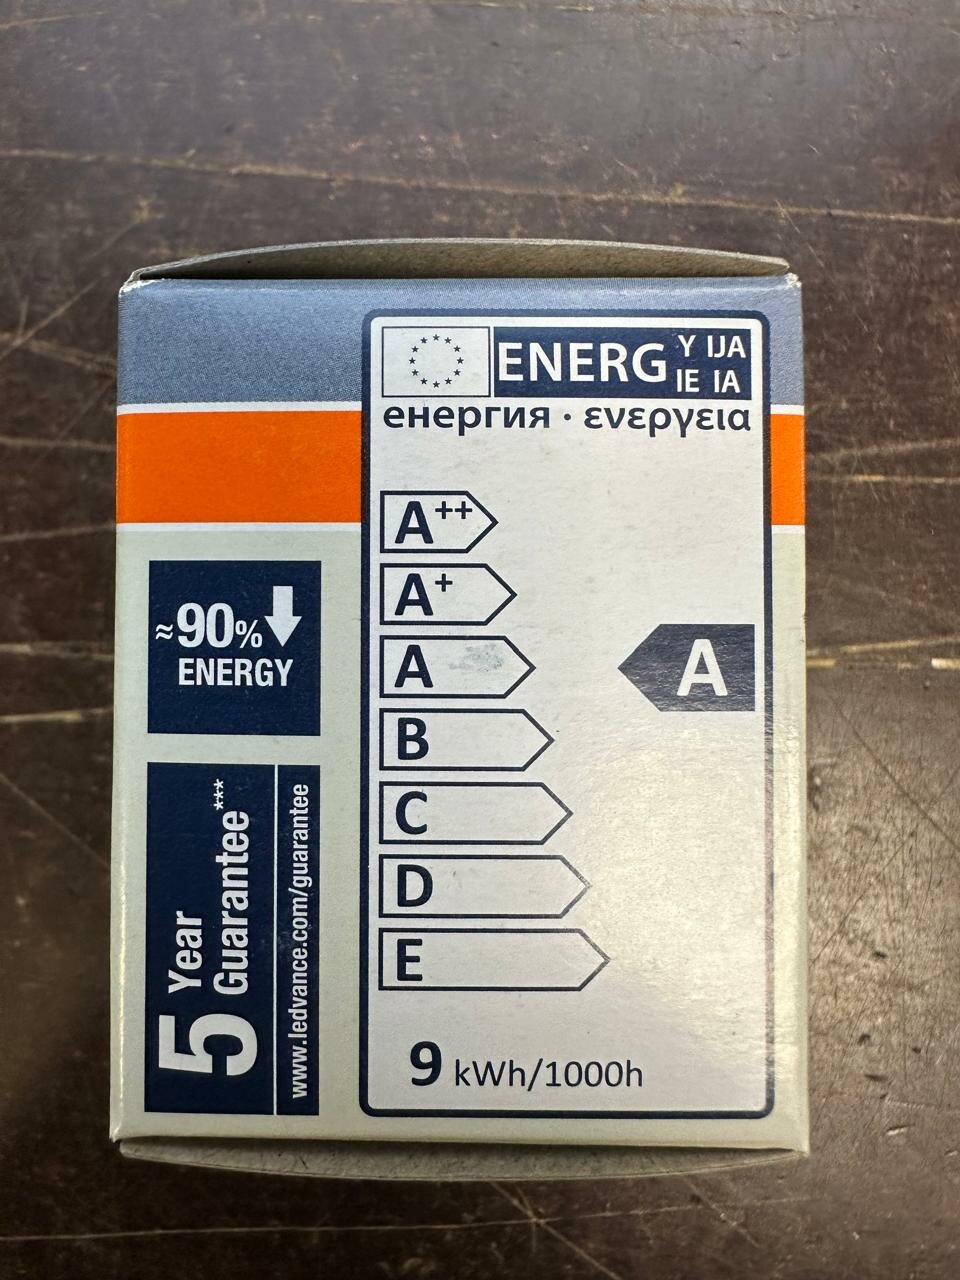 ENERG Y IJA
IE IA
енергия · ενεργεια
A++
A+
A
B
C
D
E
A
9 kWh/1000h
≈90%
ENERGY
5 Year
Guarantee***
www.ledvance.com/guarantee